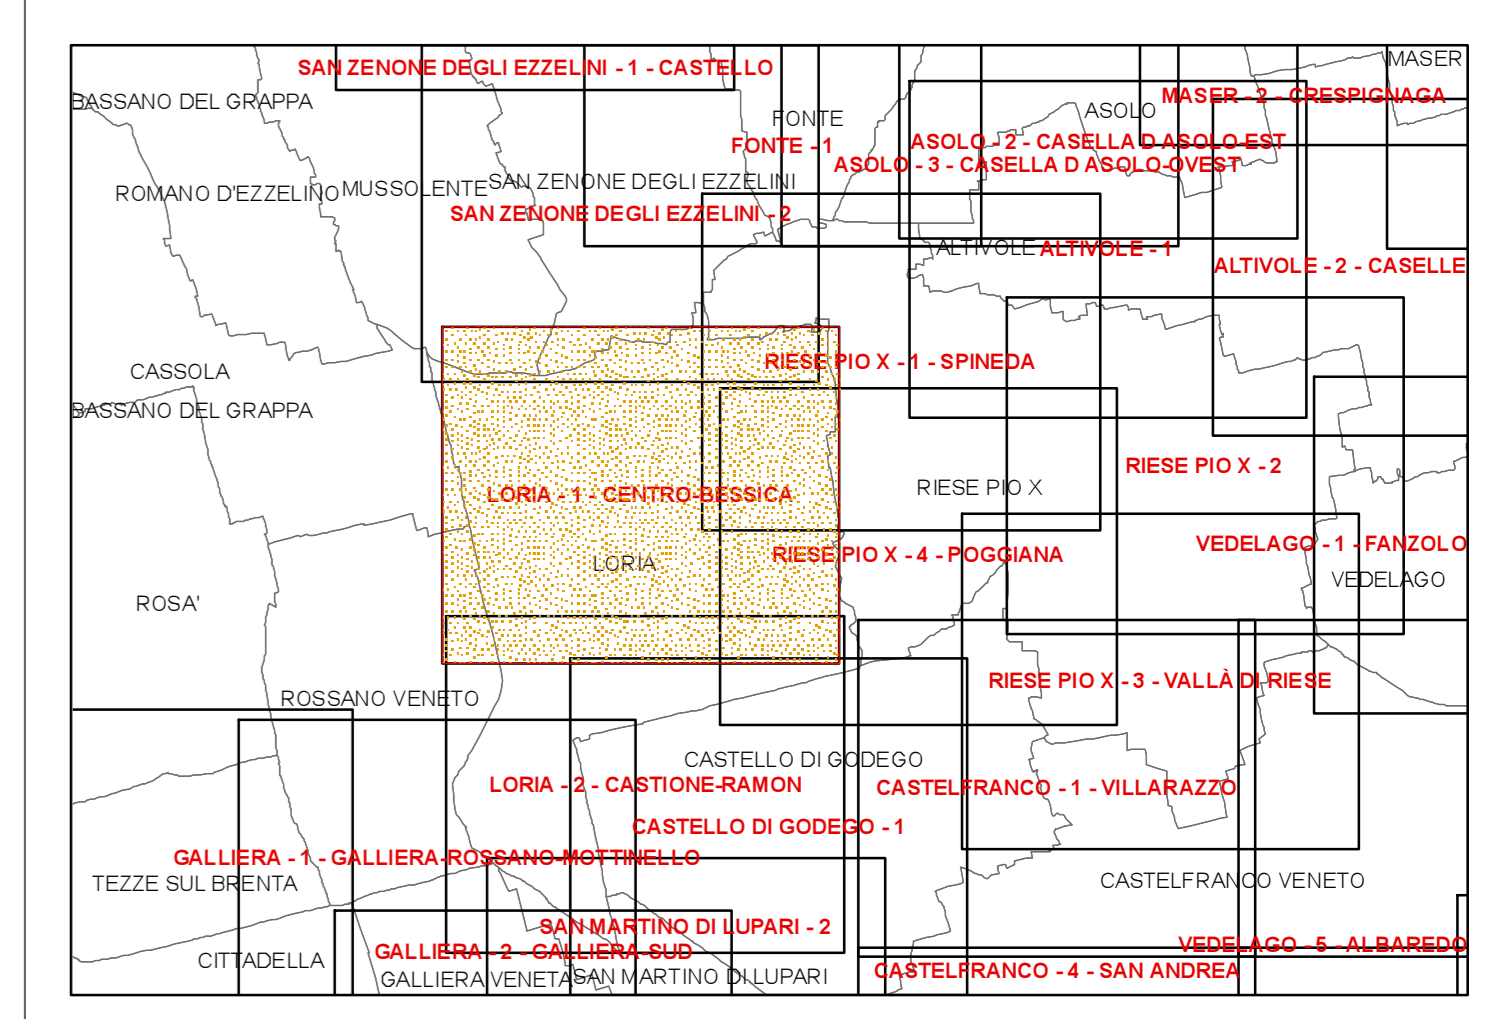 MASER
SAN ZENONE DEGLI EZZELINI - 1 - CASTELLO
MASER - 2 - CRESPIGNAGA
BASSANO DEL GRAPPA
ASOLO
FONTE
ASOLO - 2 - CASELLA D ASOLO-EST
FONTE - 1
ASOLO - 3 - CASELLA D ASOLO-OVEST
SAN ZENONE DEGLI EZZELINI
MUSSOLENTE
ROMANO D'EZZELINO
SAN ZENONE DEGLI EZZELINI - 2
ALTIVOLE
ALTIVOLE - 1
ALTIVOLE - 2 - CASELLE
RIESE PIO X - 1 - SPINEDA
CASSOLA
BASSANO DEL GRAPPA
RIESE PIO X - 2
RIESE PIO X
LORIA - 1 - CENTRO-BESSICA
VEDELAGO - 1 - FANZOLO
RIESE PIO X - 4 - POGGIANA
LORIA
VEDELAGO
ROSA'
RIESE PIO X - 3 - VALLÀ DI RIESE
ROSSANO VENETO
CASTELLO DI GODEGO
LORIA - 2 - CASTIONE-RAMON
CASTELFRANCO - 1 - VILLARAZZO
CASTELLO DI GODEGO - 1
GALLIERA - 1 - GALLIERA-ROSSANO-MOTTINELLO
TEZZE SUL BRENTA
CASTELFRANCO VENETO
SAN MARTINO DI LUPARI - 2
VEDELAGO - 5 - ALBAREDO
GALLIERA - 2 - GALLIERA-SUD
CITTADELLA
CASTELFRANCO - 4 - SAN ANDREA
GALLIERA VENETA
SAN MARTINO DI LUPARI